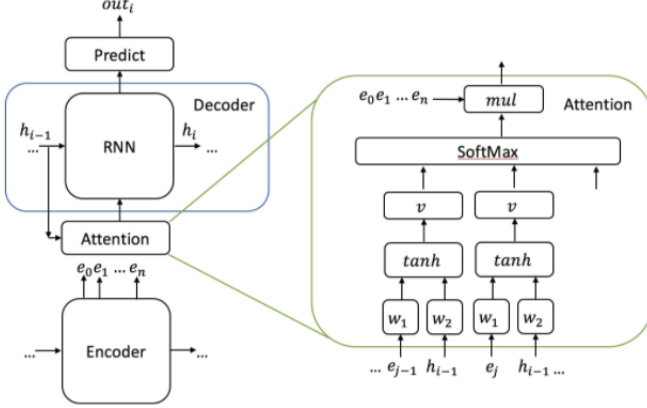 out_i
Predict
Decoder
h_{i-1}
h_i
... RNN ...
Attention
e_0 e_1 ... e_n
... Encoder ...
e_0 e_1 ... e_n mul Attention
SoftMax
v v
tanh tanh
w_1 w_2 w_1 w_2
... e_{j-1} h_{i-1} e_j h_{i-1} ...